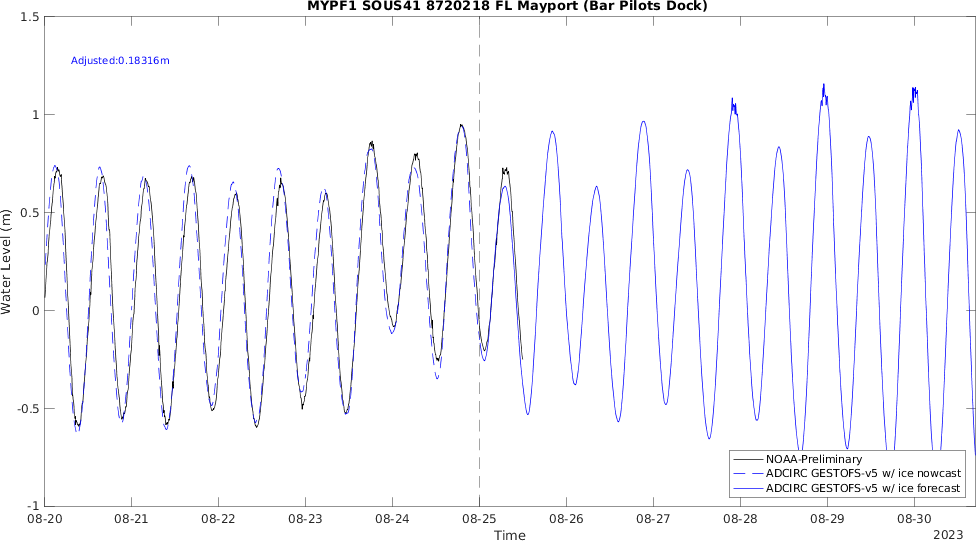 MYPF1 SOUS41 8720218 FL Mayport (Bar Pilots Dock)
1.5
Adjusted:0.18316m
1
0.5
0
-0.5
-1
Water Level (m)
NOAA-Preliminary
ADCIRC GESTOFS-v5 w/ ice nowcast
ADCIRC GESTOFS-v5 w/ ice forecast
08-20 08-21 08-22 08-23 08-24 08-25 08-26 08-27 08-28 08-29 08-30
Time
2023